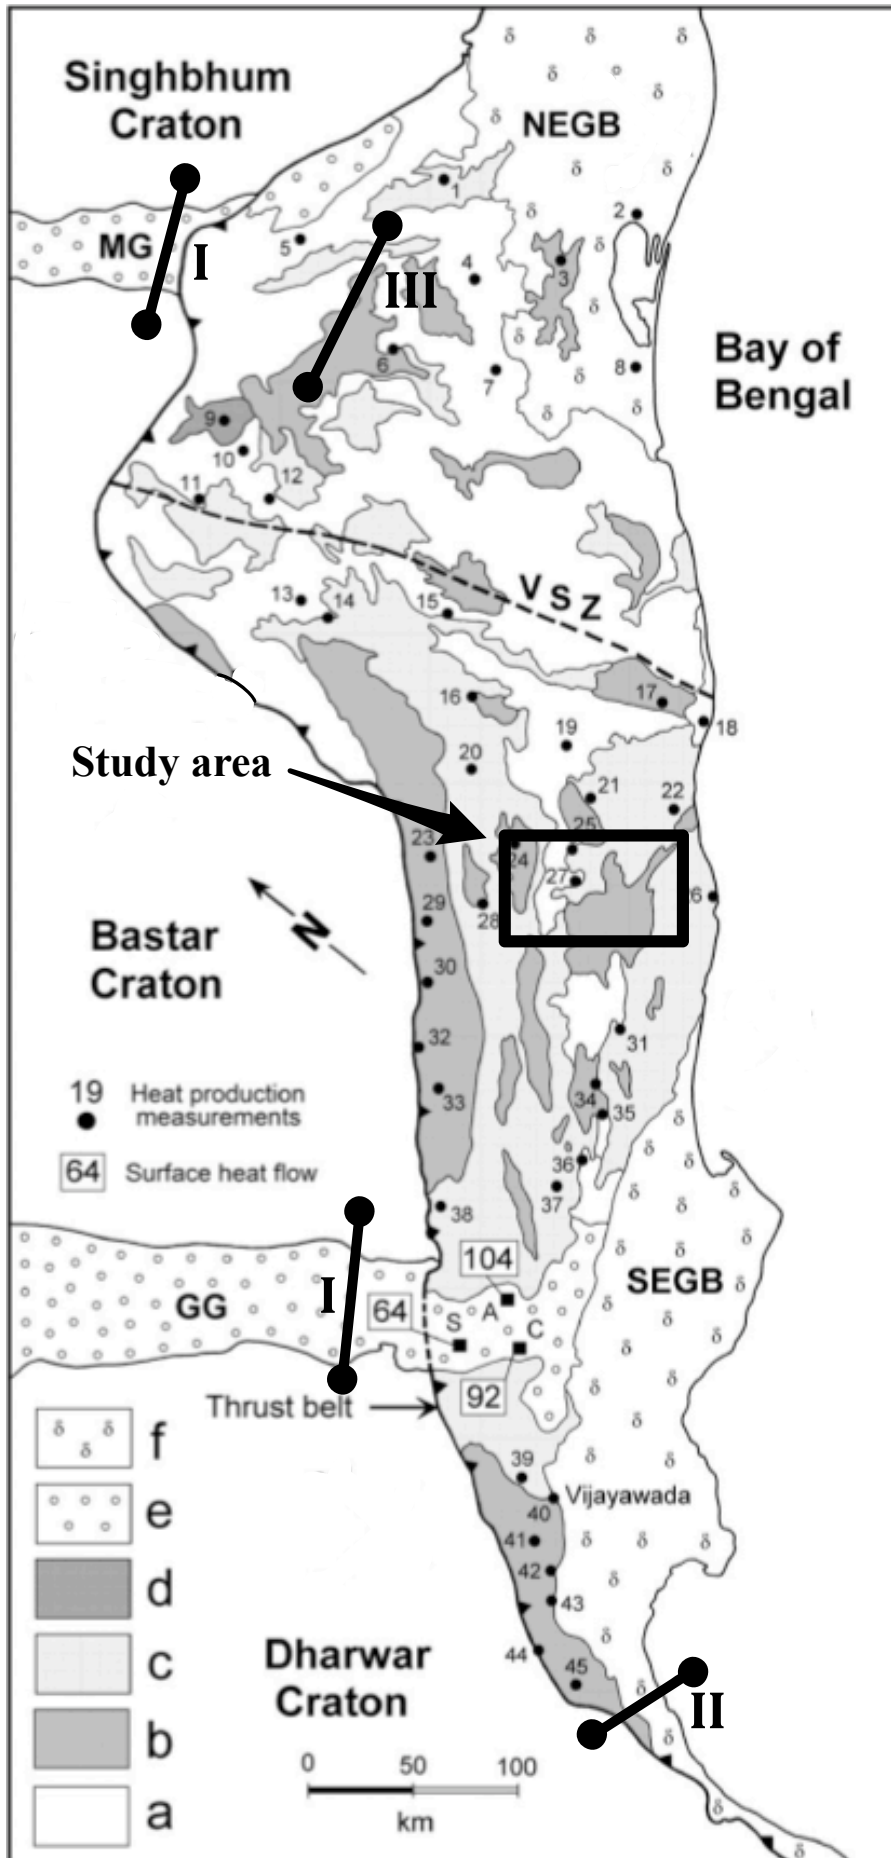 Singhbhum
Craton
NEGB
1
2
MG
I
5
4
3
III
Bay of
Bengal
6
7
8
9
10
11
12
V S Z
13
14
15
16
17
18
19
20
21
22
Study area
23
24
25
27
26
28
29
N
Bastar
Craton
30
31
32
33
34
35
36
37
38
19 Heat production
measurements
64 Surface heat flow
104
SEGB
GG
I
64
S
A
C
92
Thrust belt
39
Vijayawada
40
41
42
43
44
45
II
Dharwar
Craton
f
e
d
c
b
a
0 50 100
km